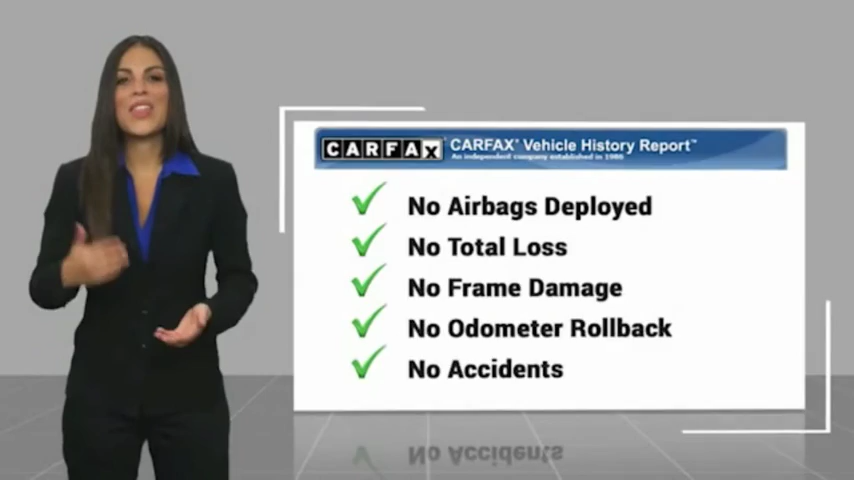 CARFAX CARFAX™ Vehicle History Report™
An independent company established in 1986
No Airbags Deployed
No Total Loss
No Frame Damage
No Odometer Rollback
No Accidents
No Accidents